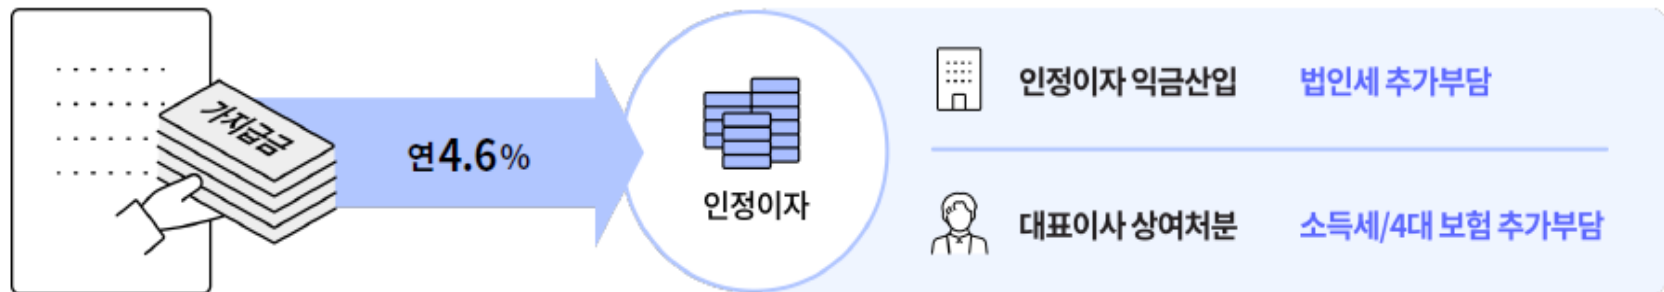 가지급금
연 4.6%
인정이자
인정이자 익금산입 법인세 추가부담
대표이사 상여처분 소득세/4대 보험 추가부담